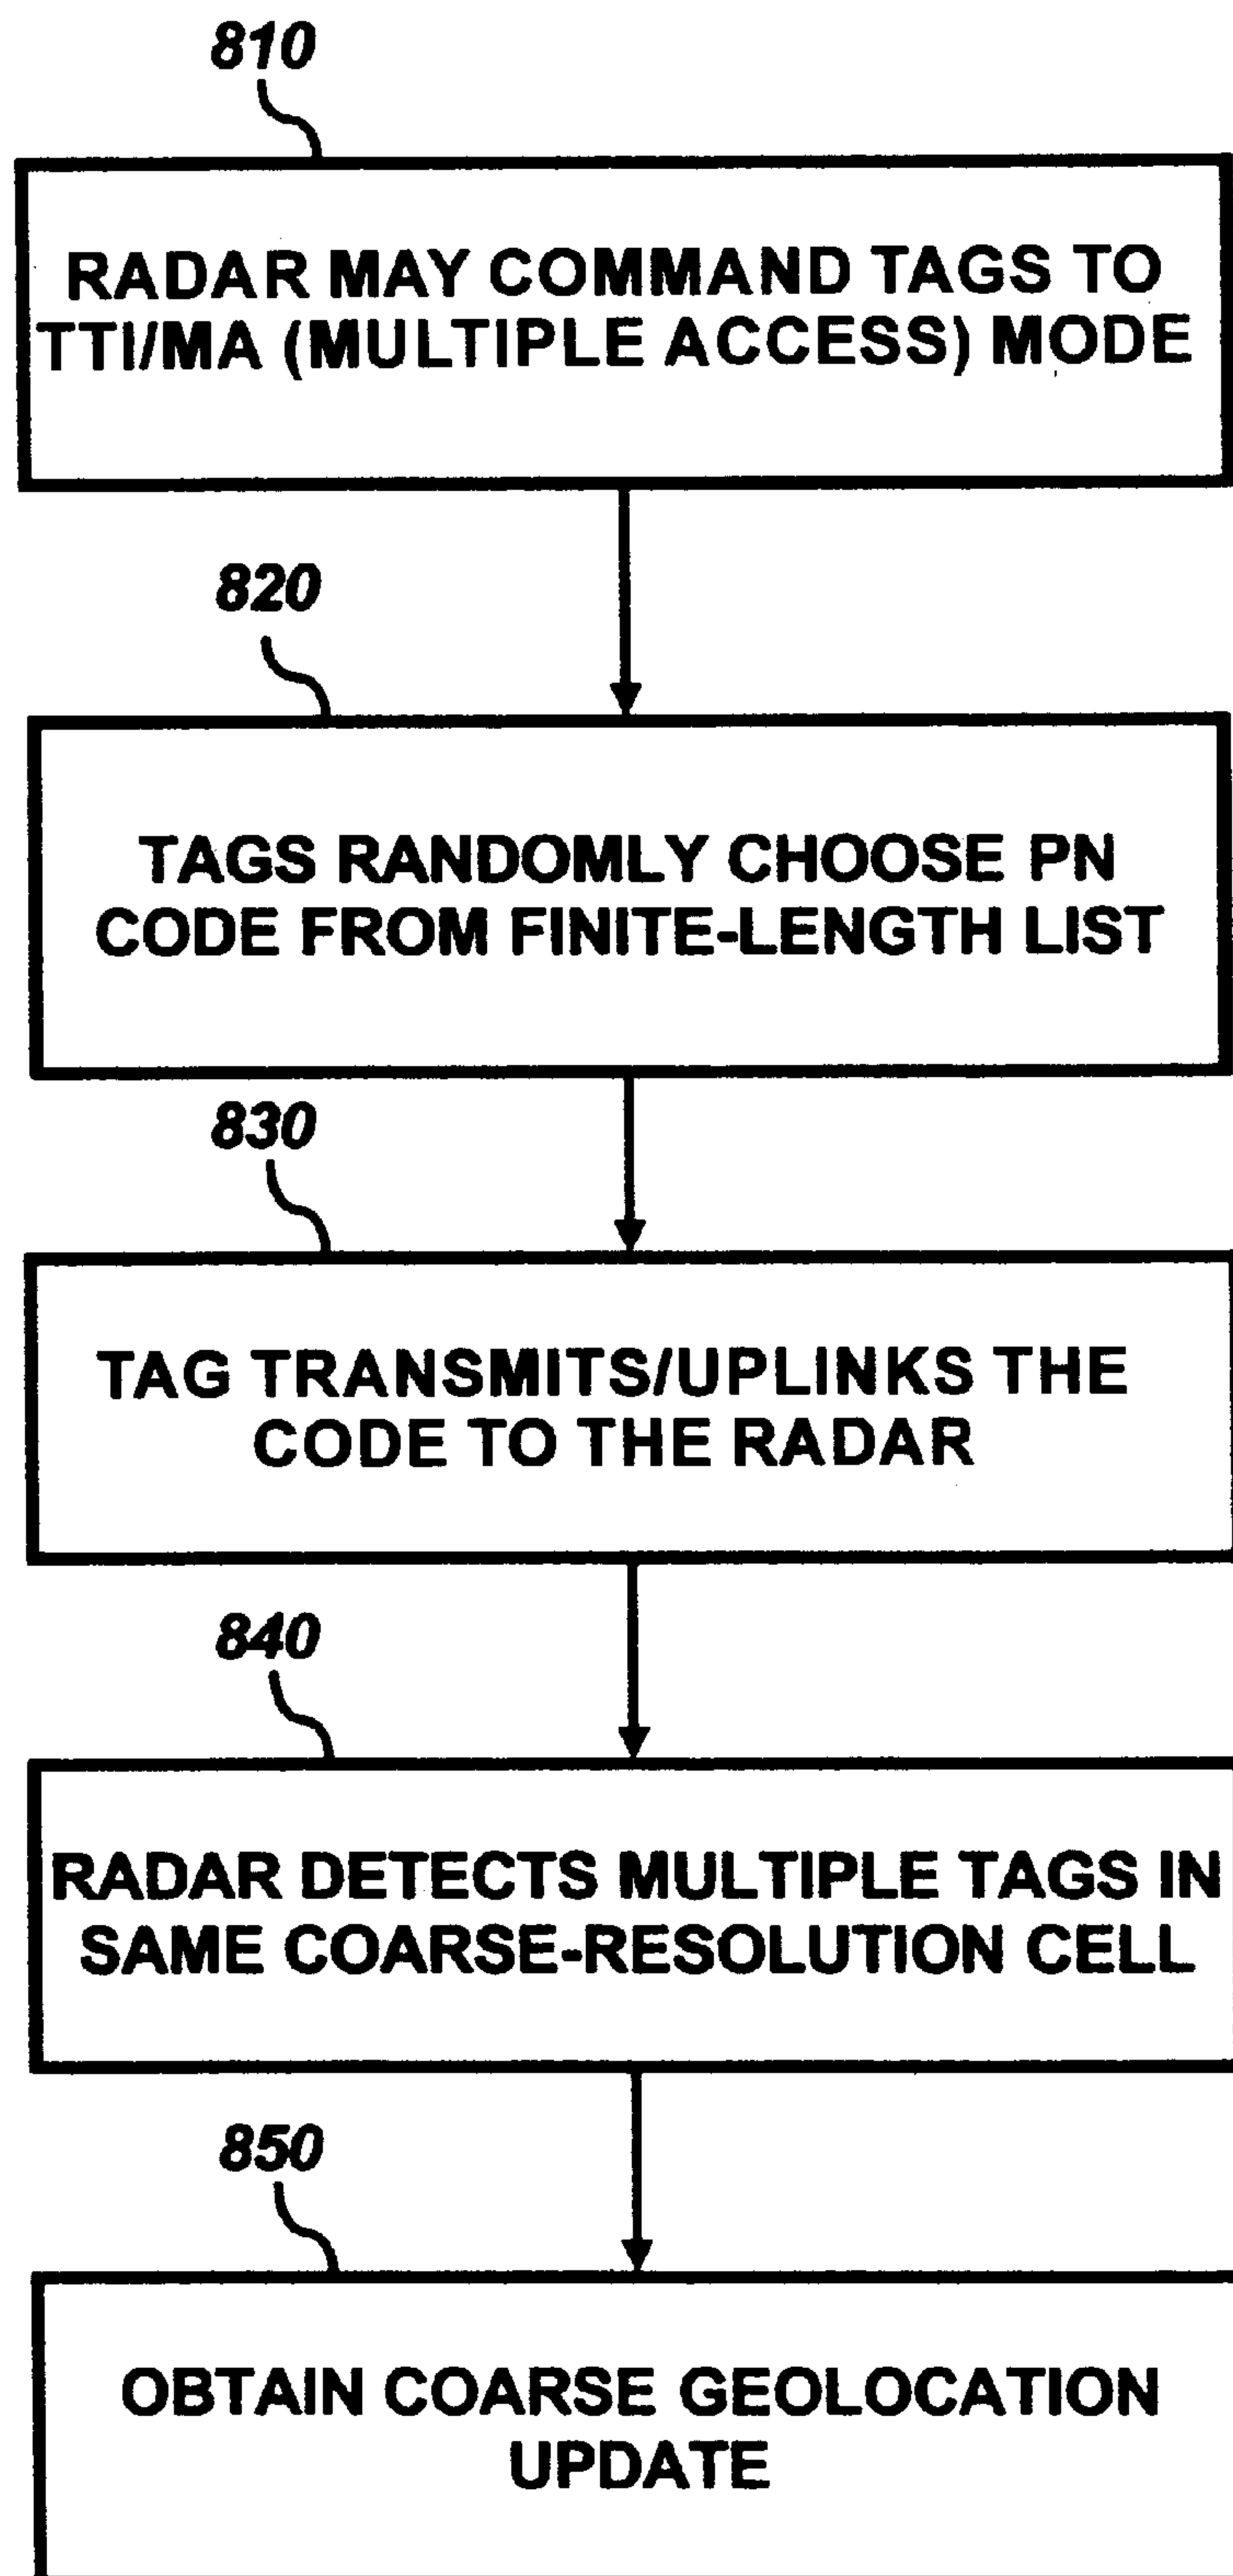 810
RADAR MAY COMMAND TAGS TO
TTI/MA (MULTIPLE ACCESS) MODE
820
TAGS RANDOMLY CHOOSE PN
CODE FROM FINITE-LENGTH LIST
830
TAG TRANSMITS/UPLINKS THE
CODE TO THE RADAR
840
RADAR DETECTS MULTIPLE TAGS IN
SAME COARSE-RESOLUTION CELL
850
OBTAIN COARSE GEOLOCATION
UPDATE